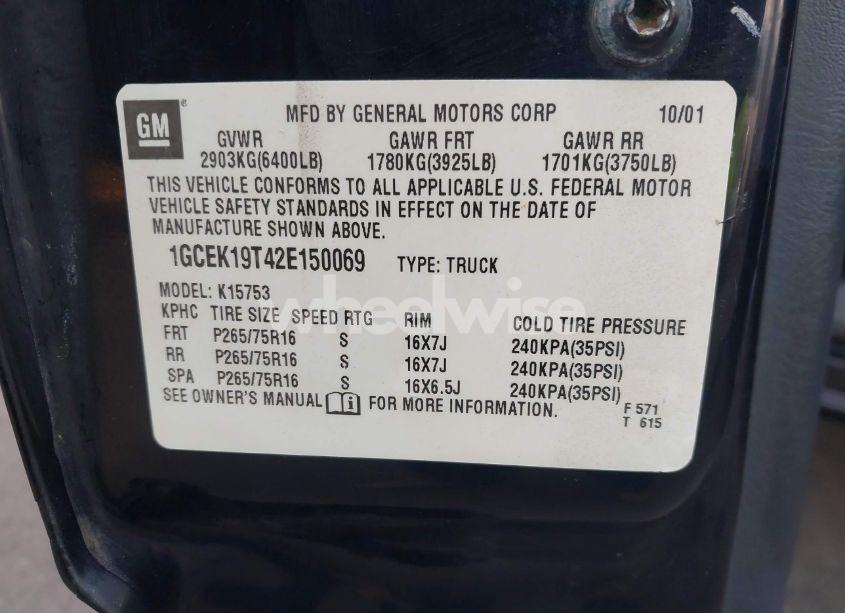 GM ® MFD BY GENERAL MOTORS CORP 10/01
GVWR GAWR FRT GAWR RR
2903KG(6400LB) 1780KG(3925LB) 1701KG(3750LB)
THIS VEHICLE CONFORMS TO ALL APPLICABLE U.S. FEDERAL MOTOR
VEHICLE SAFETY STANDARDS IN EFFECT ON THE DATE OF
MANUFACTURE SHOWN ABOVE.
1GCEK19T42E150069 TYPE: TRUCK
MODEL: K15753
wheelwise
KPHC TIRE SIZE SPEED RTG RIM COLD TIRE PRESSURE
FRT P265/75R16 S 16X7J 240KPA(35PSI)
RR P265/75R16 S 16X7J 240KPA(35PSI)
SPA P265/75R16 S 16X6.5J 240KPA(35PSI)
SEE OWNER'S MANUAL i FOR MORE INFORMATION.
F 571
T 615